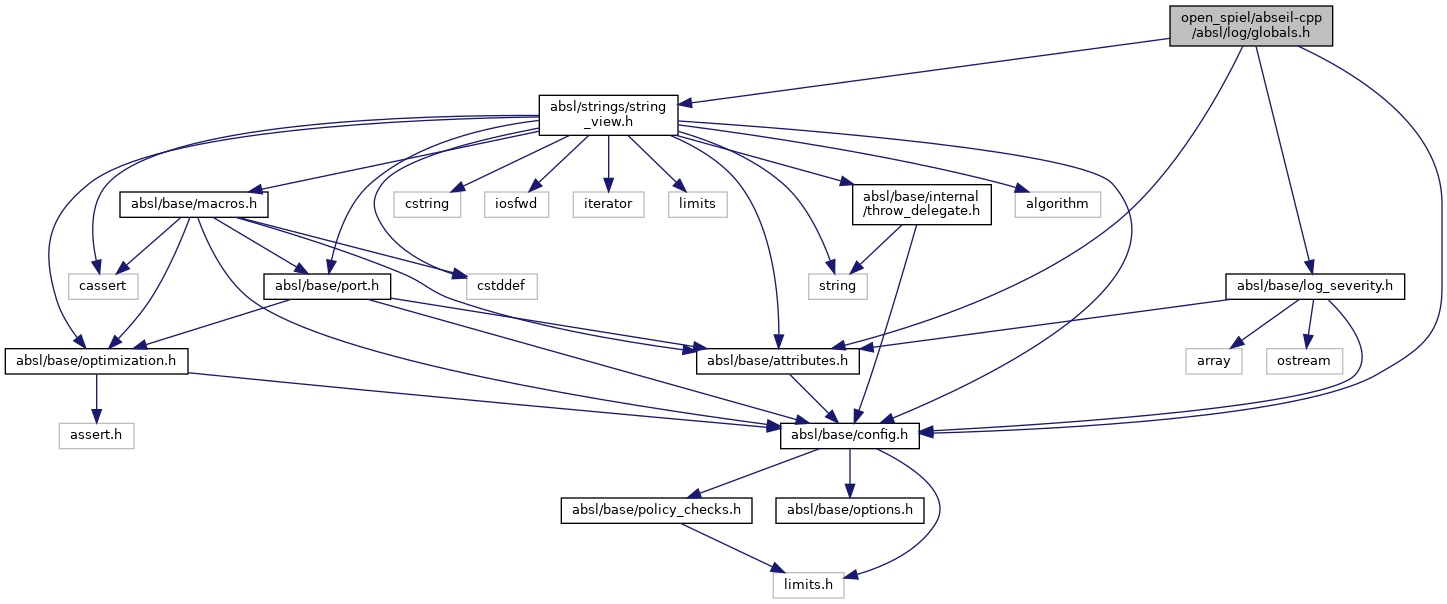 open_spiel/abseil-cpp
/absl/log/globals.h
absl/strings/string
_view.h
absl/base/macros.h
cstring
iosfwd
iterator
limits
absl/base/internal
/throw_delegate.h
algorithm
cassert
absl/base/port.h
cstddef
string
absl/base/log_severity.h
absl/base/optimization.h
absl/base/attributes.h
array
ostream
assert.h
absl/base/config.h
absl/base/policy_checks.h
absl/base/options.h
limits.h